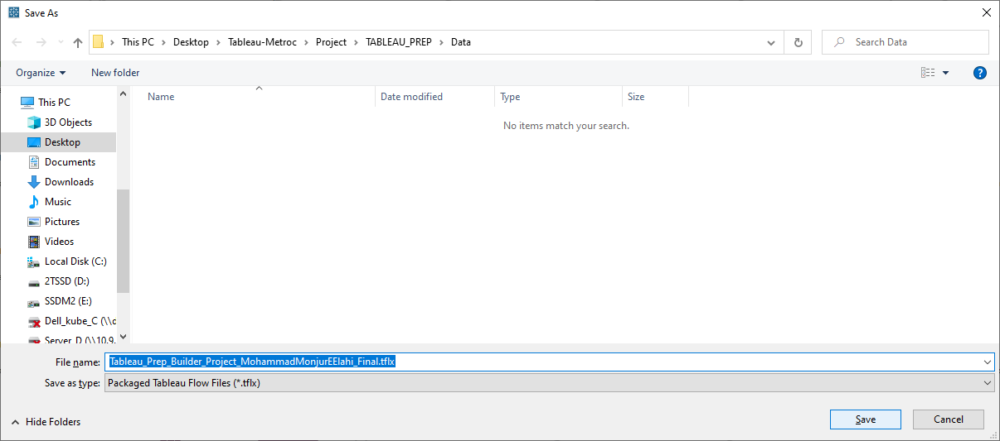 Save As
This PC > Desktop > Tableau-Metroc > Project > TABLEAU_PREP > Data
Search Data
Organize
New folder
?
This PC
3D Objects
Desktop
Documents
Downloads
Music
Pictures
Videos
Local Disk (C:)
2TSSD (D:)
SSDM2 (E:)
Dell_kube_C (\\d
Server_D (\\10.9.
Name
Date modified
Type
Size
No items match your search.
File name: Tableau_Prep_Builder_Project_MohammadMonjurEElahi_Final.tflx
Save as type: Packaged Tableau Flow Files (*.tflx)
Hide Folders
Save
Cancel